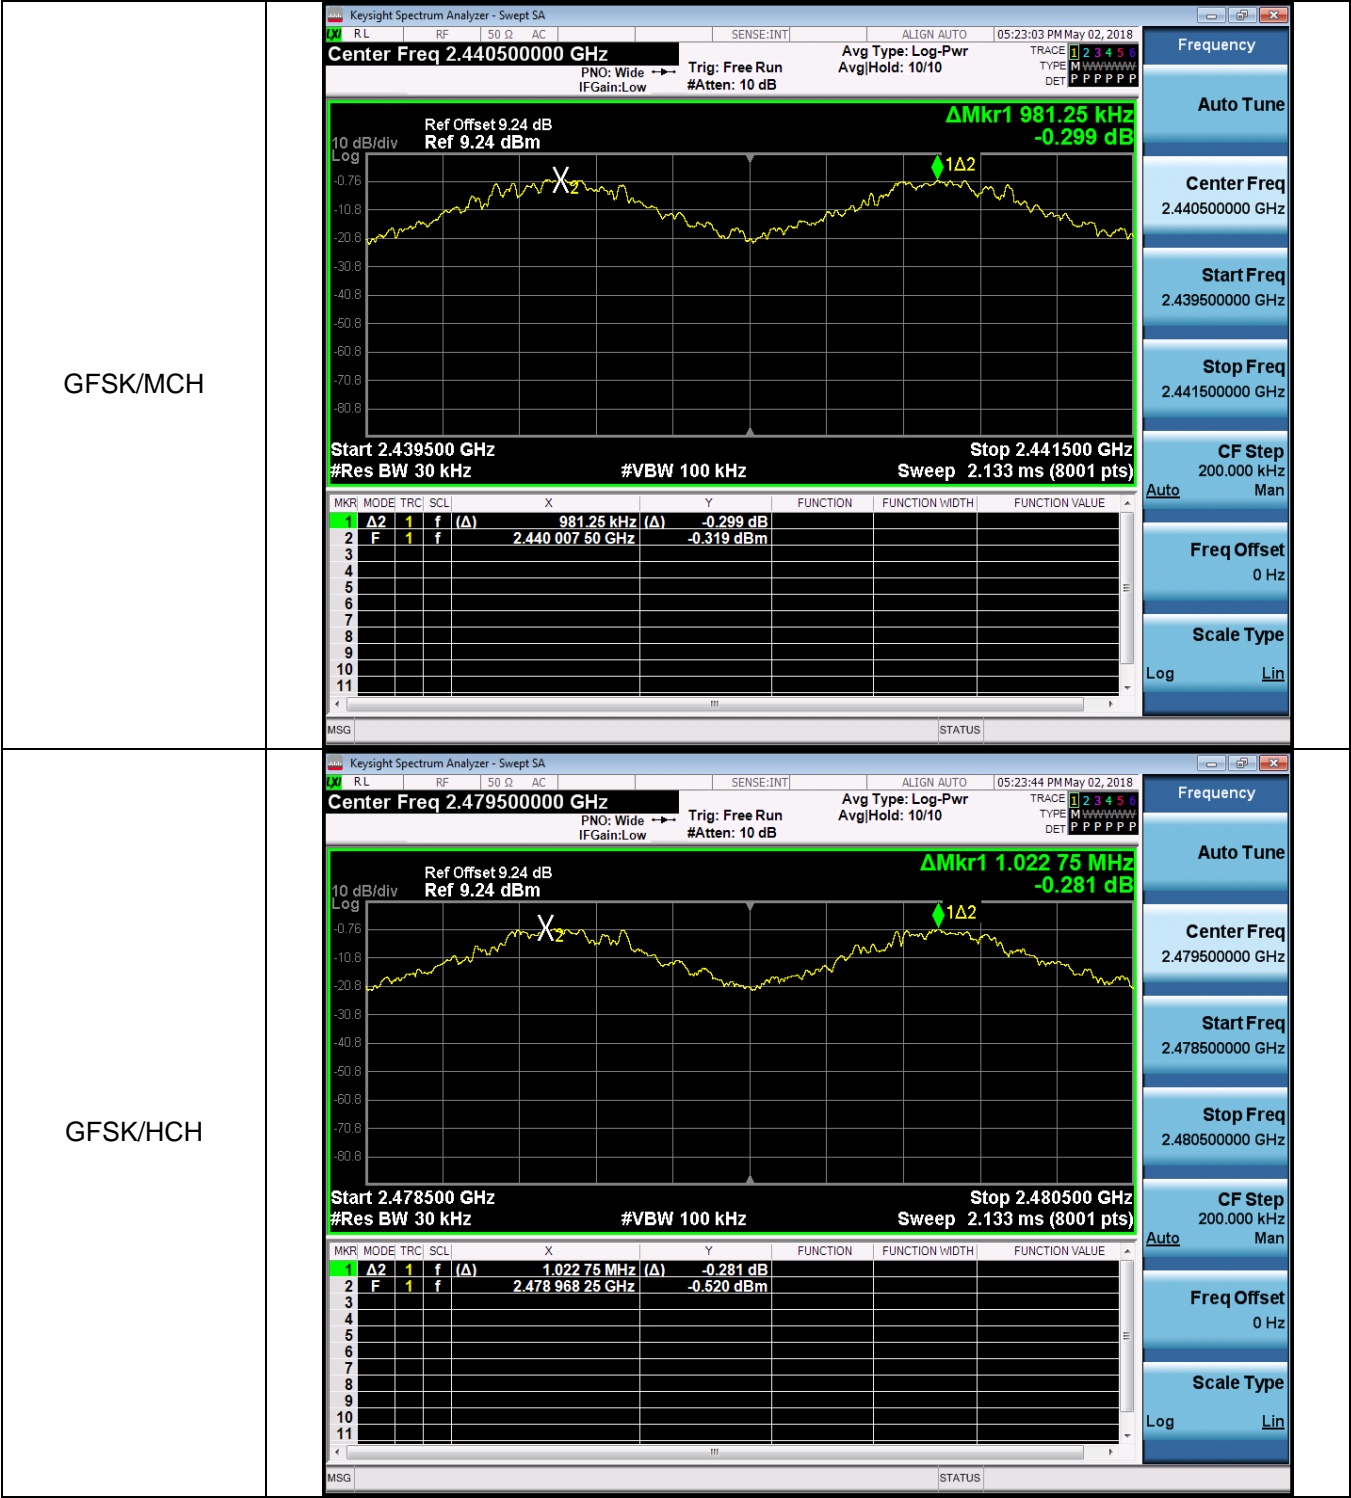 GFSK/MCH
Keysight Spectrum Analyzer - Swept SA
LXI RL RF 50 Ω AC SENSE:INT ALIGN AUTO 05:23:03 PM May 02, 2018
Center Freq 2.440500000 GHz
PNO: Wide
IFGain:Low
Trig: Free Run
#Atten: 10 dB
Avg Type: Log-Pwr
Avg|Hold: 10/10
TRACE 1 2 3 4 5 6
TYPE M WWWWW
DET P P P P P P
Frequency
Auto Tune
Center Freq
2.440500000 GHz
Start Freq
2.439500000 GHz
Stop Freq
2.441500000 GHz
CF Step
200.000 kHz
Auto Man
Freq Offset
0 Hz
Scale Type
Log Lin
ΔMkr1 981.25 kHz
-0.299 dB
Ref Offset 9.24 dB
10 dB/div Ref 9.24 dBm
Log
1Δ2
X2
-0.76
-10.8
-20.8
-30.8
-40.8
-50.8
-60.8
-70.8
-80.8
Start 2.439500 GHz Stop 2.441500 GHz
#Res BW 30 kHz #VBW 100 kHz Sweep 2.133 ms (8001 pts)
MKR MODE TRC SCL X Y FUNCTION FUNCTION WIDTH FUNCTION VALUE
1 Δ2 1 f (Δ) 981.25 kHz (Δ) -0.299 dB
2 F 1 f 2.440 007 50 GHz -0.319 dBm
3
4
5
6
7
8
9
10
11
MSG STATUS
GFSK/HCH
Keysight Spectrum Analyzer - Swept SA
LXI RL RF 50 Ω AC SENSE:INT ALIGN AUTO 05:23:44 PM May 02, 2018
Center Freq 2.479500000 GHz
PNO: Wide
IFGain:Low
Trig: Free Run
#Atten: 10 dB
Avg Type: Log-Pwr
Avg|Hold: 10/10
TRACE 1 2 3 4 5 6
TYPE M WWWWW
DET P P P P P P
Frequency
Auto Tune
Center Freq
2.479500000 GHz
Start Freq
2.478500000 GHz
Stop Freq
2.480500000 GHz
CF Step
200.000 kHz
Auto Man
Freq Offset
0 Hz
Scale Type
Log Lin
ΔMkr1 1.022 75 MHz
-0.281 dB
Ref Offset 9.24 dB
10 dB/div Ref 9.24 dBm
Log
1Δ2
X2
-0.76
-10.8
-20.8
-30.8
-40.8
-50.8
-60.8
-70.8
-80.8
Start 2.478500 GHz Stop 2.480500 GHz
#Res BW 30 kHz #VBW 100 kHz Sweep 2.133 ms (8001 pts)
MKR MODE TRC SCL X Y FUNCTION FUNCTION WIDTH FUNCTION VALUE
1 Δ2 1 f (Δ) 1.022 75 MHz (Δ) -0.281 dB
2 F 1 f 2.478 968 25 GHz -0.520 dBm
3
4
5
6
7
8
9
10
11
MSG STATUS